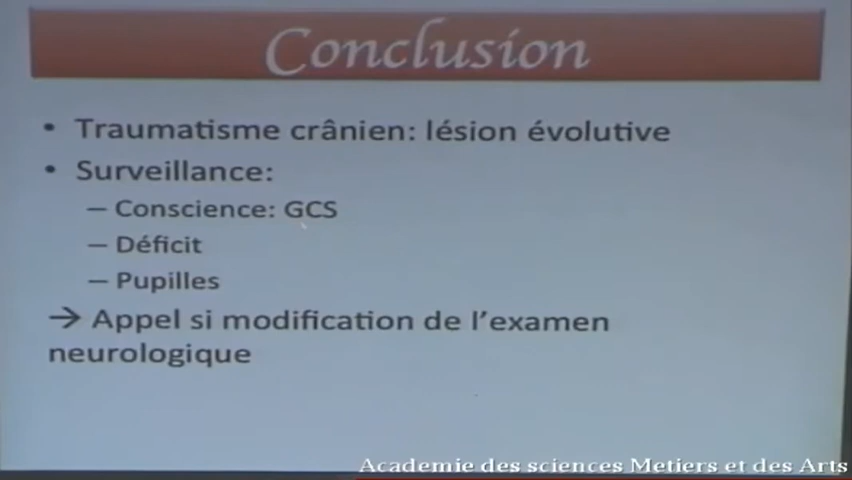 Conclusion
• Traumatisme crânien: lésion évolutive
• Surveillance:
– Conscience: GCS
– Déficit
– Pupilles
→ Appel si modification de l'examen
neurologique
Academie des sciences Metiers et des Arts